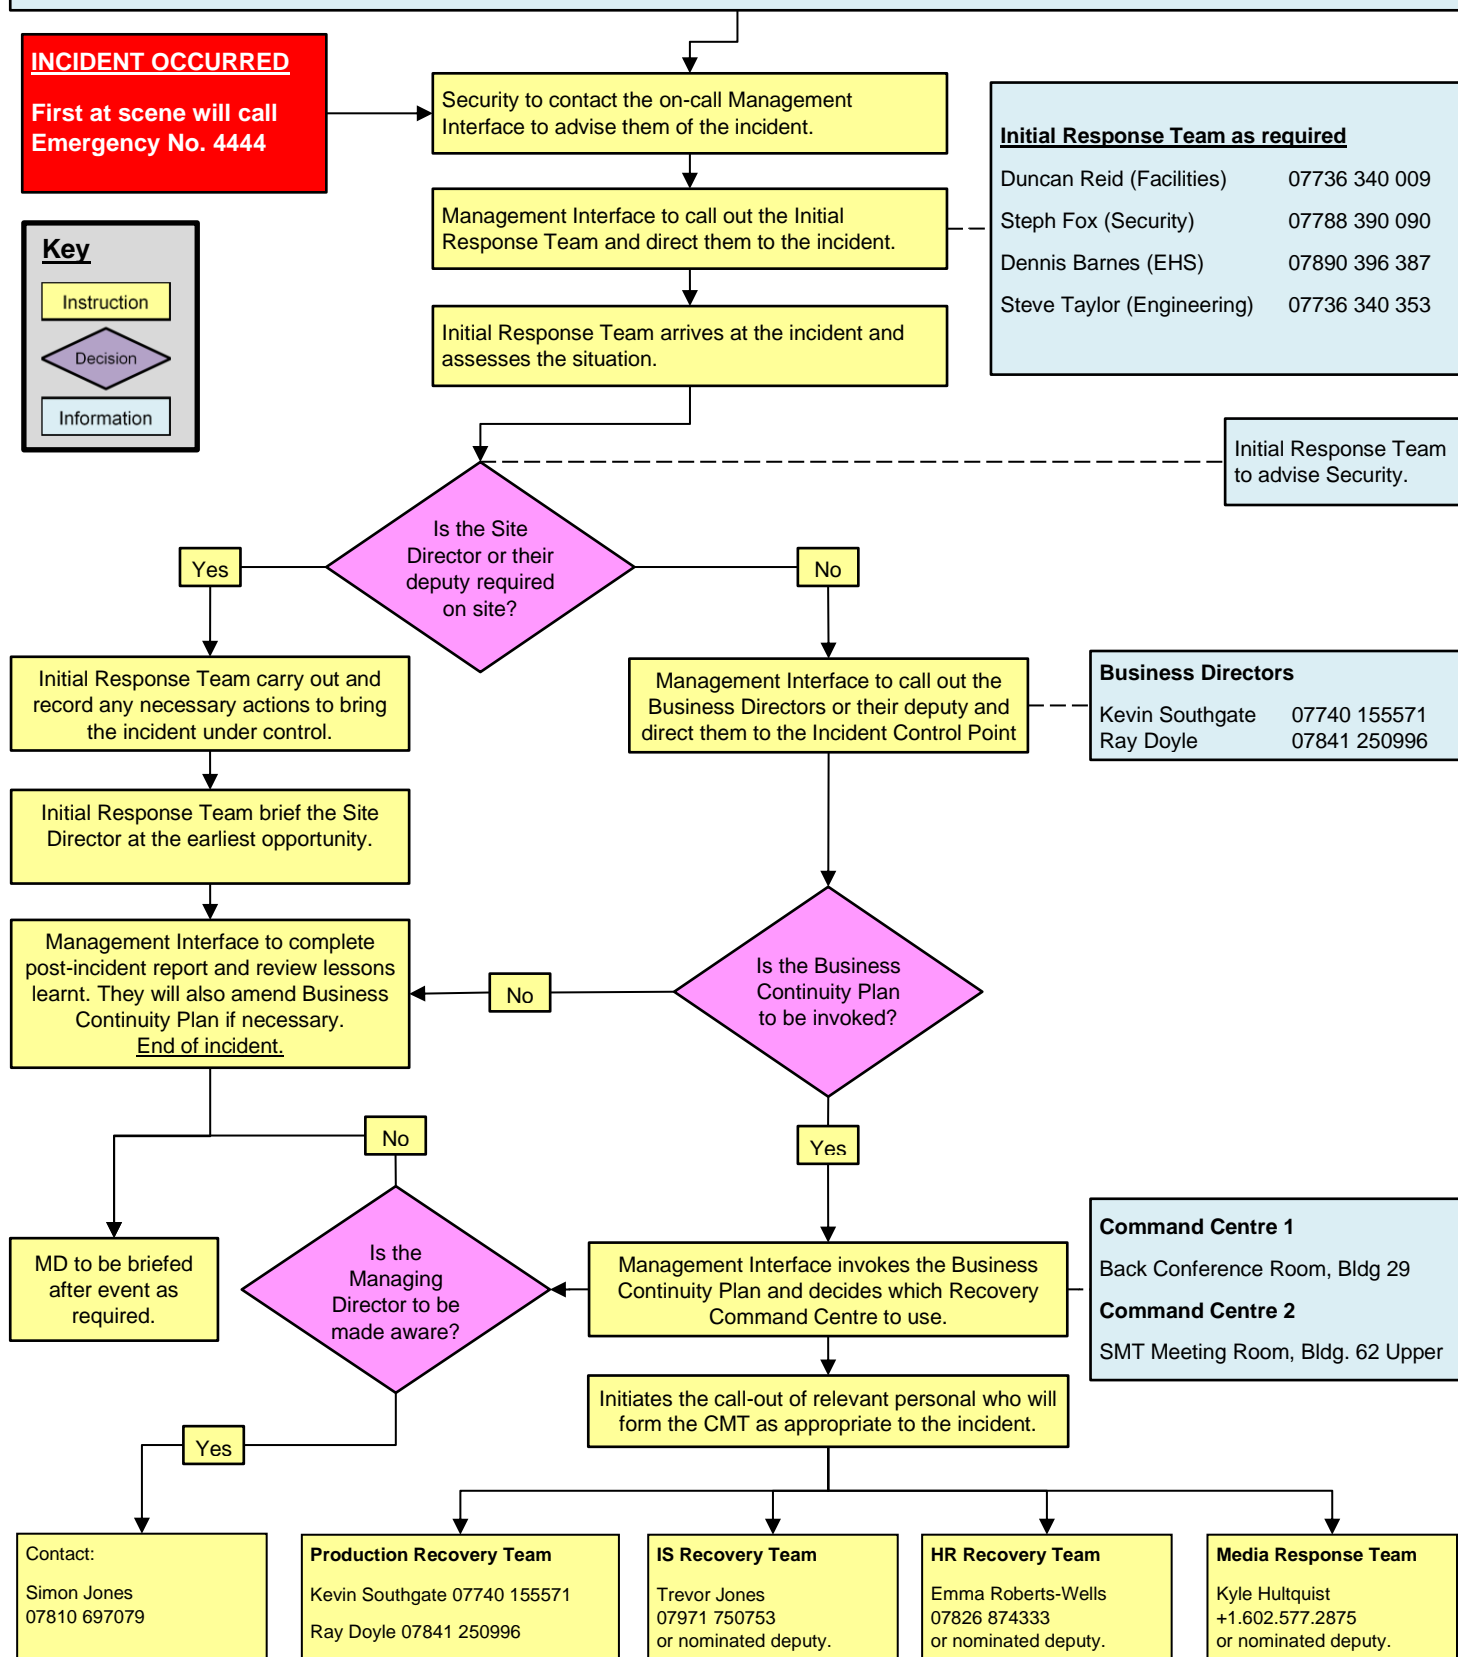 INCIDENT OCCURRED
First at scene will call
Emergency No. 4444
Security to contact the on-call Management
Interface to advise them of the incident.
Initial Response Team as required
Duncan Reid (Facilities) 07736 340 009
Steph Fox (Security) 07788 390 090
Dennis Barnes (EHS) 07890 396 387
Steve Taylor (Engineering) 07736 340 353
Management Interface to call out the Initial
Response Team and direct them to the incident.
Key
Instruction
Decision
Information
Initial Response Team arrives at the incident and
assesses the situation.
Initial Response Team
to advise Security.
Is the Site
Director or their
deputy required
on site?
Yes
No
Initial Response Team carry out and
record any necessary actions to bring
the incident under control.
Management Interface to call out the
Business Directors or their deputy and
direct them to the Incident Control Point
Business Directors
Kevin Southgate 07740 155571
Ray Doyle 07841 250996
Initial Response Team brief the Site
Director at the earliest opportunity.
Management Interface to complete
post-incident report and review lessons
learnt. They will also amend Business
Continuity Plan if necessary.
End of incident.
No
Is the Business
Continuity Plan
to be invoked?
No
Yes
MD to be briefed
after event as
required.
Is the
Managing
Director to be
made aware?
Management Interface invokes the Business
Continuity Plan and decides which Recovery
Command Centre to use.
Command Centre 1
Back Conference Room, Bldg 29
Command Centre 2
SMT Meeting Room, Bldg. 62 Upper
Initiates the call-out of relevant personal who will
form the CMT as appropriate to the incident.
Yes
Contact:
Simon Jones
07810 697079
Production Recovery Team
Kevin Southgate 07740 155571
Ray Doyle 07841 250996
IS Recovery Team
Trevor Jones
07971 750753
or nominated deputy.
HR Recovery Team
Emma Roberts-Wells
07826 874333
or nominated deputy.
Media Response Team
Kyle Hultquist
+1.602.577.2875
or nominated deputy.